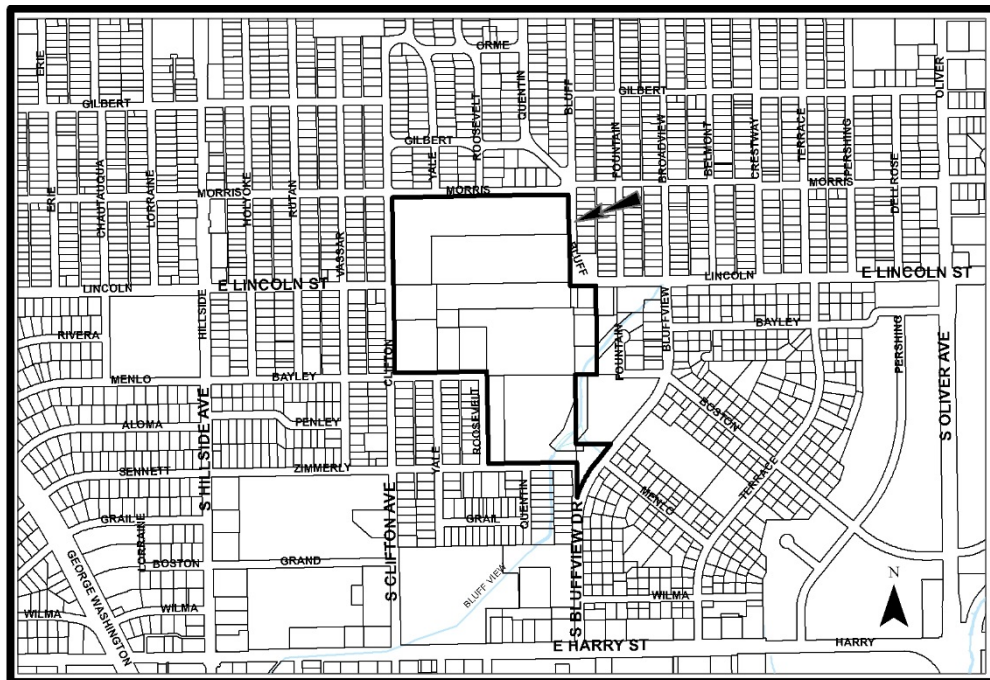 ORME
ERIE
OLIVER
GILBERT
ROOSEVELT
QUENTIN
BLUFF
GILBERT
GILBERT
YALE
FOUNTAIN
BROADVIEW
BELMONT
CRESTWAY
TERRACE
PERSHING
MORRIS
MORRIS
MORRIS
ERIE
CHAUTAUQUA
LORRAINE
HOLYOKE
RUTAN
VASSAR
DELLROSE
BLUFF
LINCOLN
E LINCOLN ST
LINCOLN
E LINCOLN ST
RIVERA
HILLSIDE
CLIFTON
FOUNTAIN
BLUFFVIEW
BAYLEY
PERSHING
S OLIVER AVE
MENLO
BAYLEY
S HILLSIDE AVE
ALOMA
PENLEY
YALE
ROOSEVELT
BOSTON
SENNETT
ZIMMERLY
TERRACE
MENLO
GRAIL
LORRAINE
S CLIFTON AVE
GRAIL
QUENTIN
S BLUFFVIEW DR
GEORGE WASHINGTON
BOSTON
GRAND
BLUFF VIEW
N
WILMA
WILMA
WILMA
E HARRY ST
HARRY